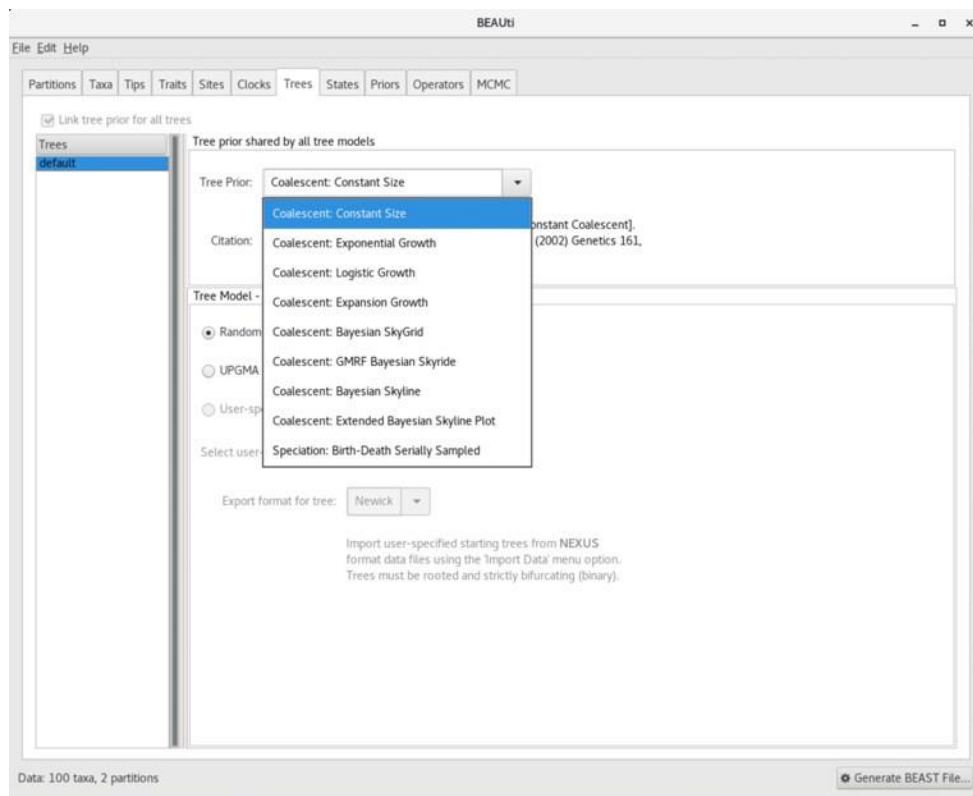 BEAUti
File Edit Help
Partitions Taxa Tips Traits Sites Clocks Trees States Priors Operators MCMC
Link tree prior for all trees
Trees
default
Tree prior shared by all tree models
Tree Prior: Coalescent: Constant Size
Coalescent: Constant Size
Coalescent: Exponential Growth
Coalescent: Logistic Growth
Coalescent: Expansion Growth
Coalescent: Bayesian SkyGrid
Coalescent: GMRF Bayesian Skyride
Coalescent: Bayesian Skyline
Coalescent: Extended Bayesian Skyline Plot
Speciation: Birth-Death Serially Sampled
Citation:
onstant Coalescent].
(2002) Genetics 161,
Tree Model -
Random
UPGMA
User-sp
Select user-
Export format for tree: Newick
Import user-specified starting trees from NEXUS
format data files using the 'Import Data' menu option.
Trees must be rooted and strictly bifurcating (binary).
Data: 100 taxa, 2 partitions
Generate BEAST File...